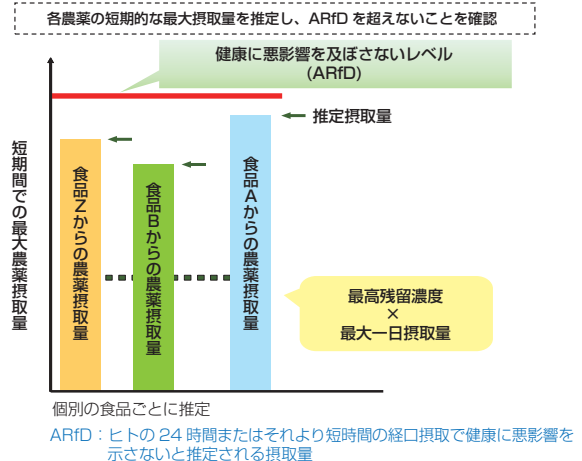 各農薬の短期的な最大摂取量を推定し、ARfD を超えないことを確認
健康に悪影響を及ぼさないレベル
(ARfD)
推定摂取量
短期間での最大農薬摂取量
食品Zからの農薬摂取量
食品Bからの農薬摂取量
食品Aからの農薬摂取量
最高残留濃度
×
最大一日摂取量
個別の食品ごとに推定
ARfD：ヒトの 24 時間またはそれより短時間の経口摂取で健康に悪影響を
示さないと推定される摂取量